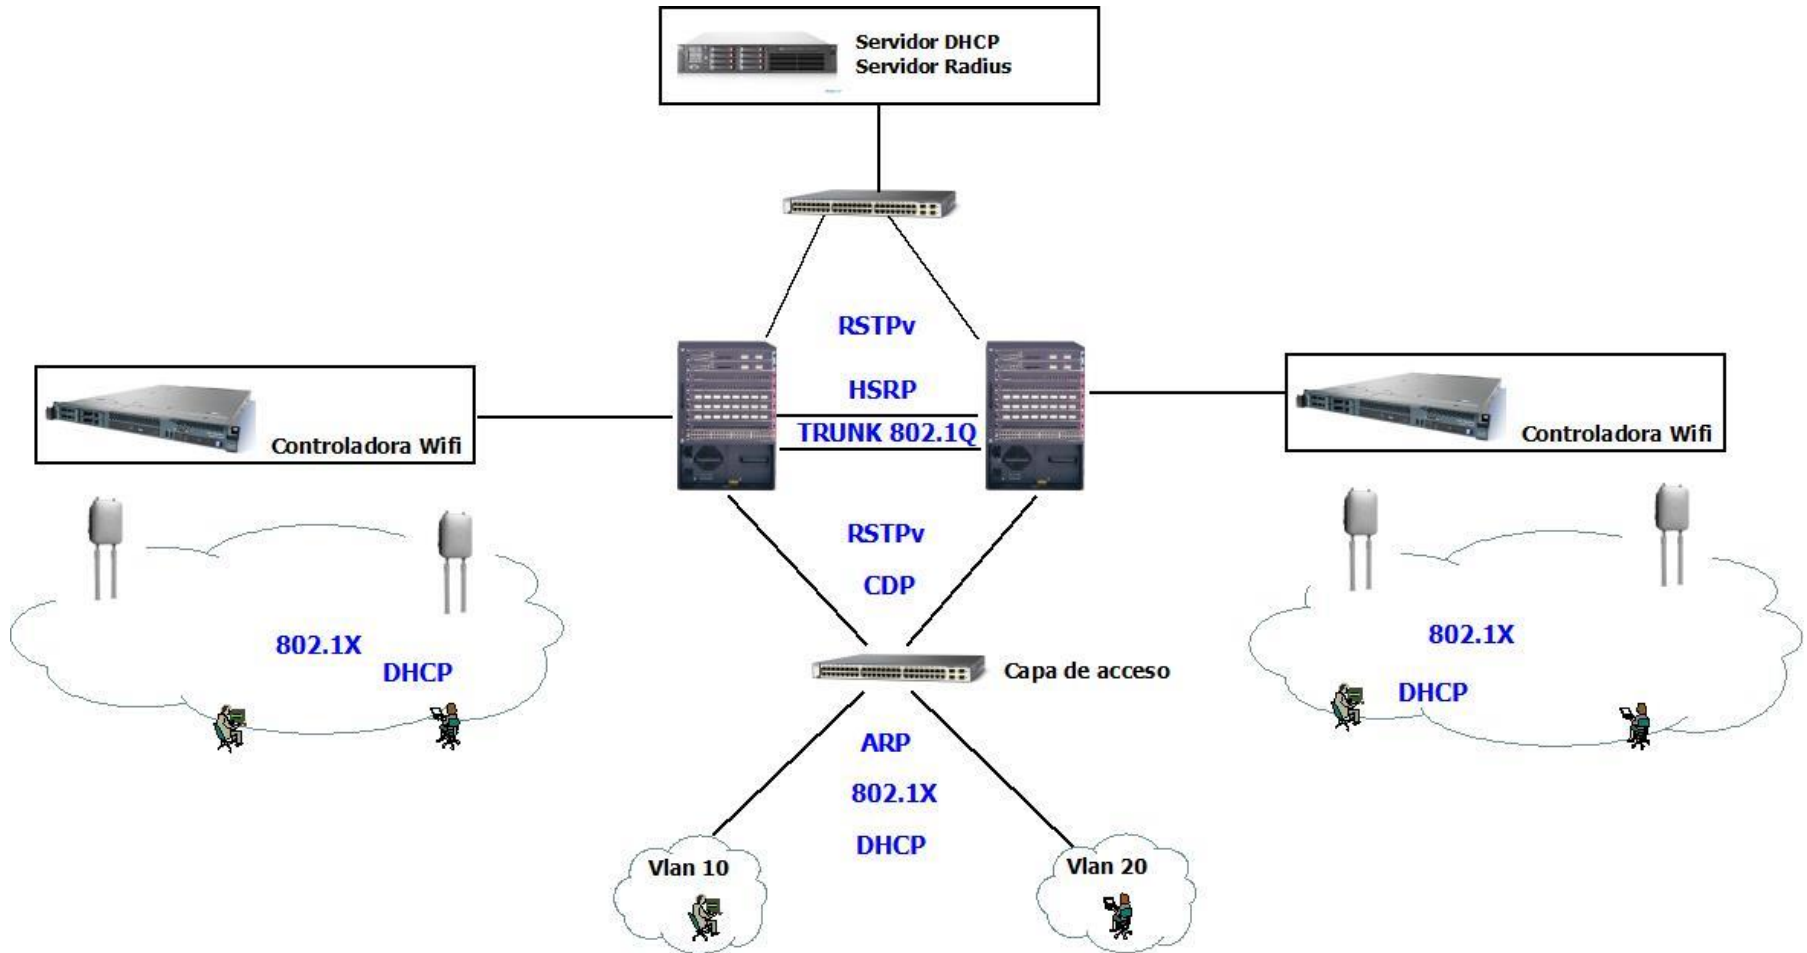 Servidor DHCP
Servidor Radius
RSTPv
HSRP
TRUNK 802.1Q
Controladora Wifi
Controladora Wifi
RSTPv
CDP
802.1X
DHCP
802.1X
DHCP
Capa de acceso
ARP
802.1X
DHCP
Vlan 10
Vlan 20